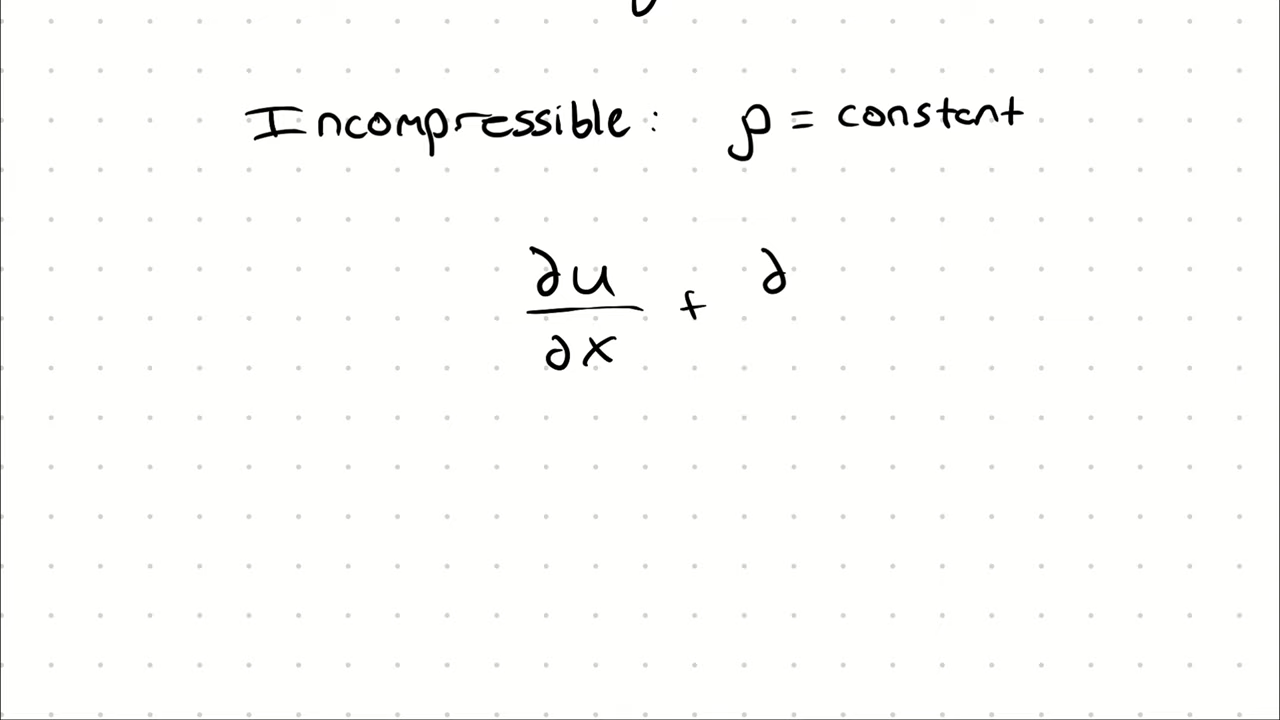 Incompressible: ρ = constant
∂u/∂x + ∂